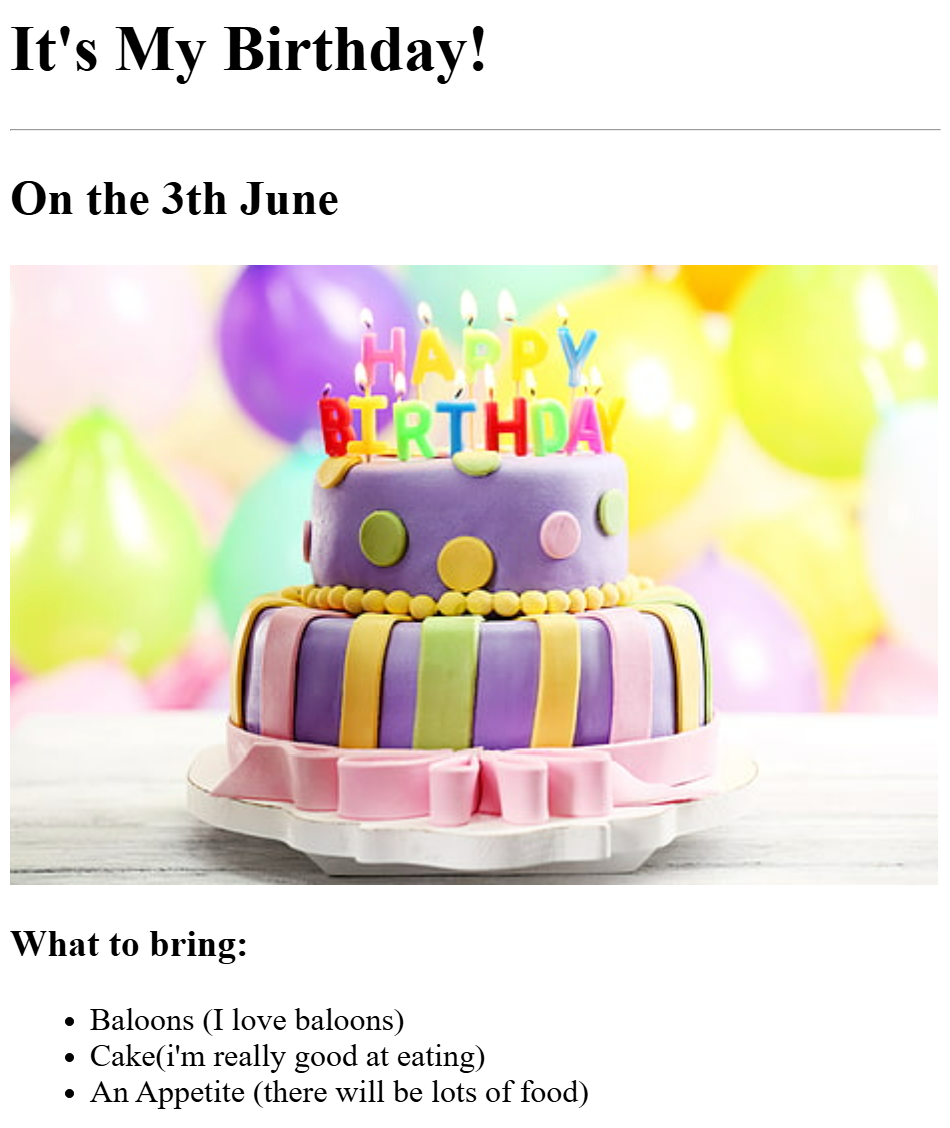 It's My Birthday!
On the 3th June
HAPPY
BIRTHDAY
What to bring:
Baloons (I love baloons)
Cake(i'm really good at eating)
An Appetite (there will be lots of food)